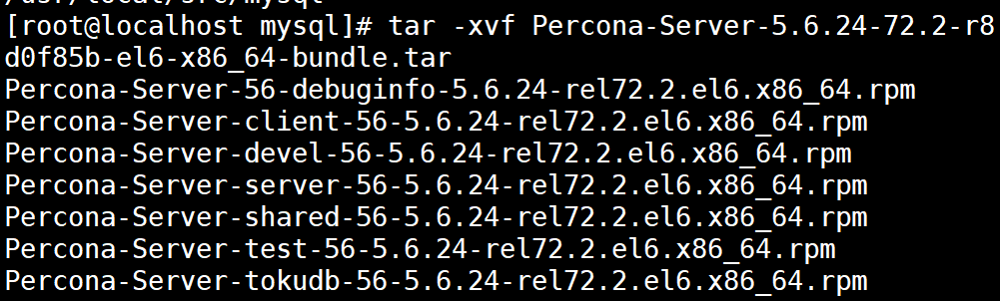 /usr/local/src/mysql
[root@localhost mysql]# tar -xvf Percona-Server-5.6.24-72.2-r8
d0f85b-el6-x86_64-bundle.tar
Percona-Server-56-debuginfo-5.6.24-rel72.2.el6.x86_64.rpm
Percona-Server-client-56-5.6.24-rel72.2.el6.x86_64.rpm
Percona-Server-devel-56-5.6.24-rel72.2.el6.x86_64.rpm
Percona-Server-server-56-5.6.24-rel72.2.el6.x86_64.rpm
Percona-Server-shared-56-5.6.24-rel72.2.el6.x86_64.rpm
Percona-Server-test-56-5.6.24-rel72.2.el6.x86_64.rpm
Percona-Server-tokudb-56-5.6.24-rel72.2.el6.x86_64.rpm